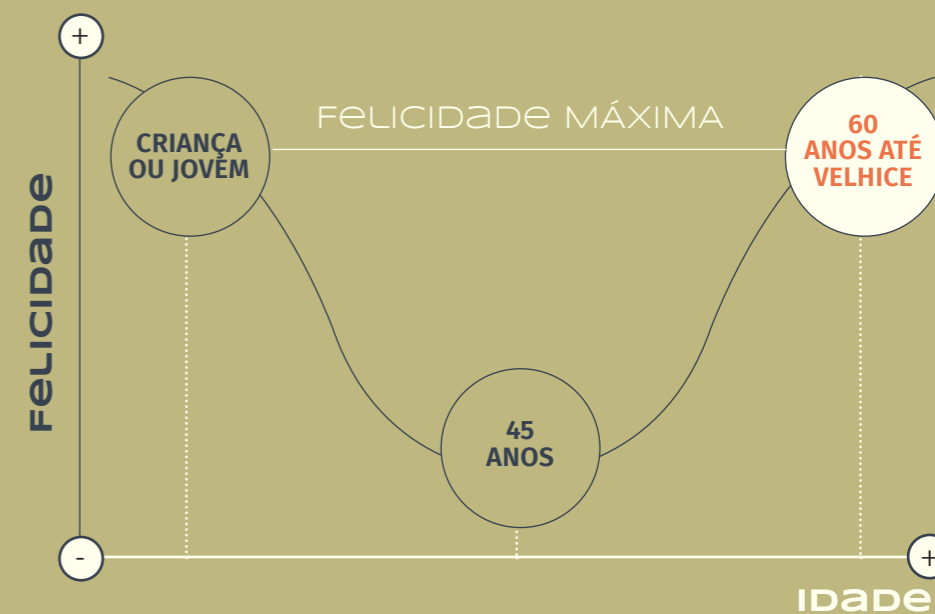 +
FELICIDADE MÁXIMA
CRIANÇA
OU JOVEM
60
ANOS ATÉ
VELHICE
FELICIDADE
45
ANOS
-
+
IDADE